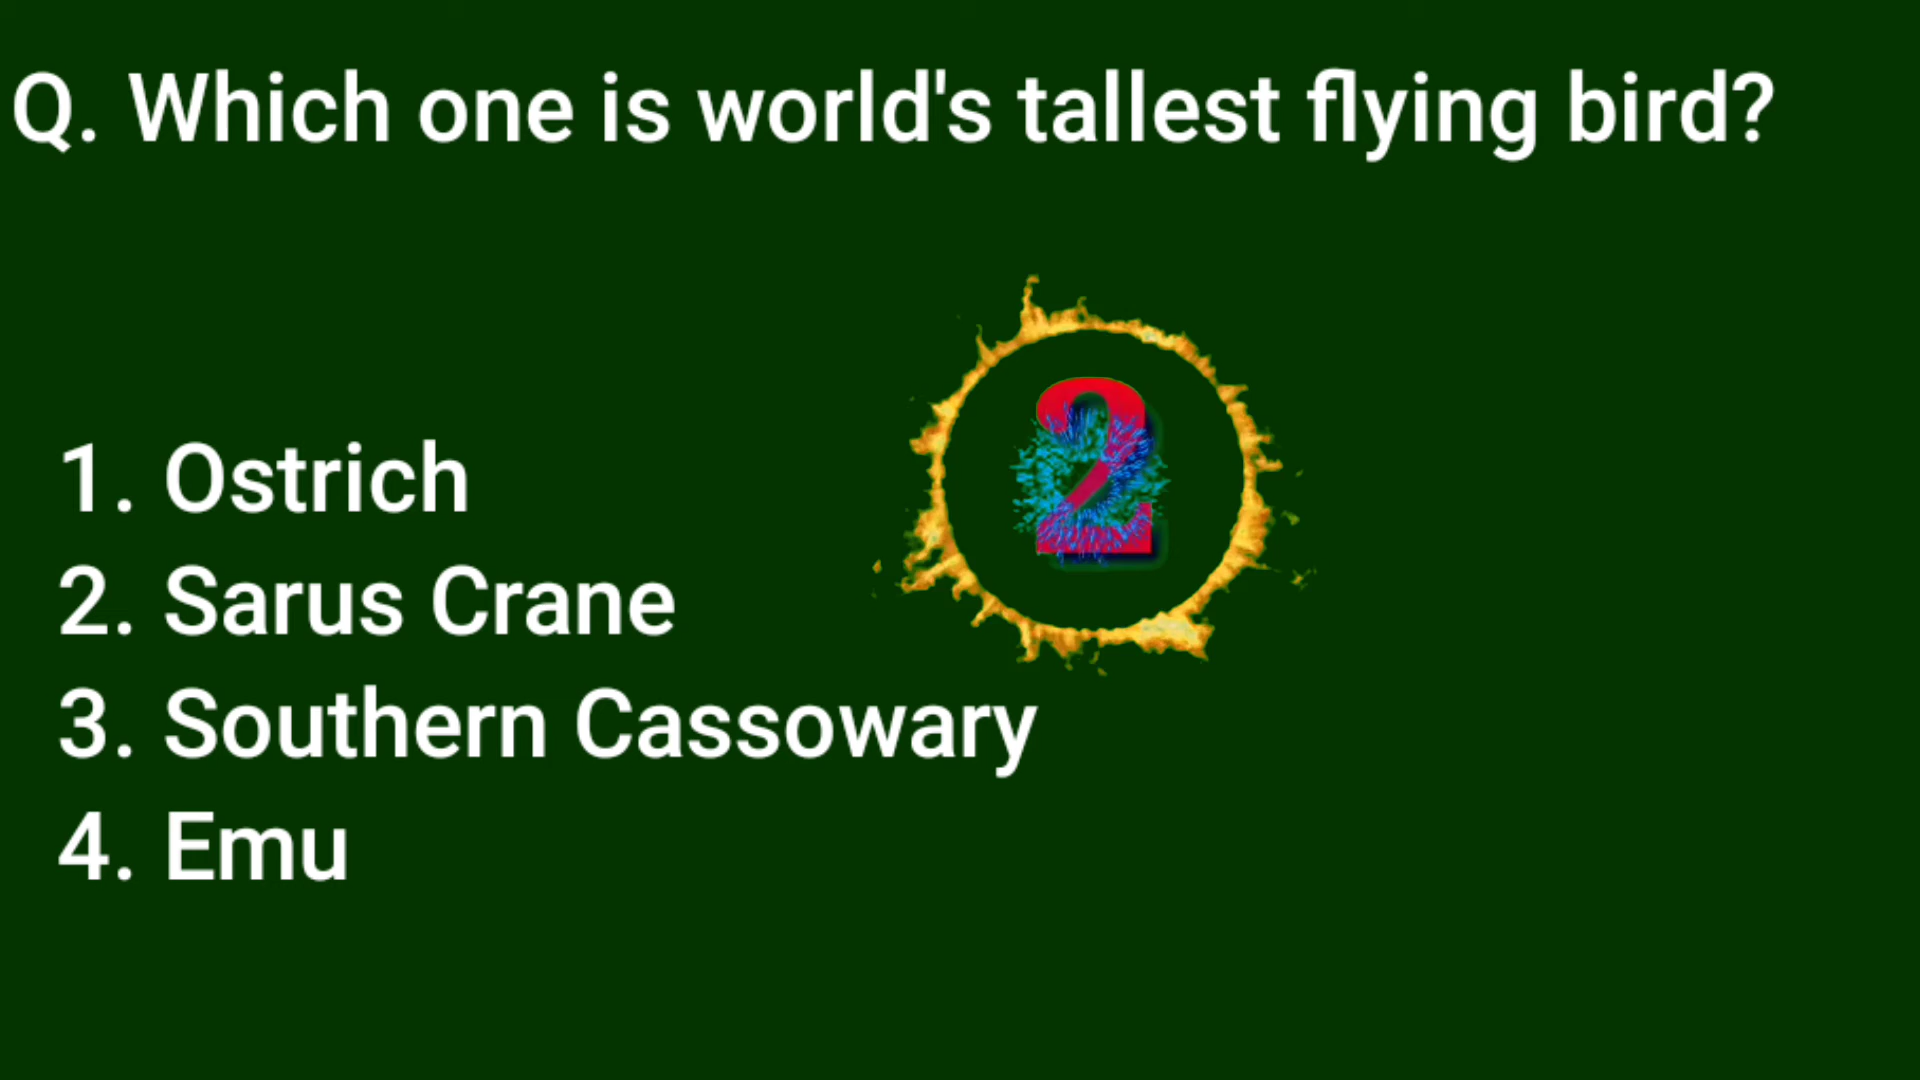 Q. Which one is world's tallest flying bird?
2
1. Ostrich
2. Sarus Crane
3. Southern Cassowary
4. Emu